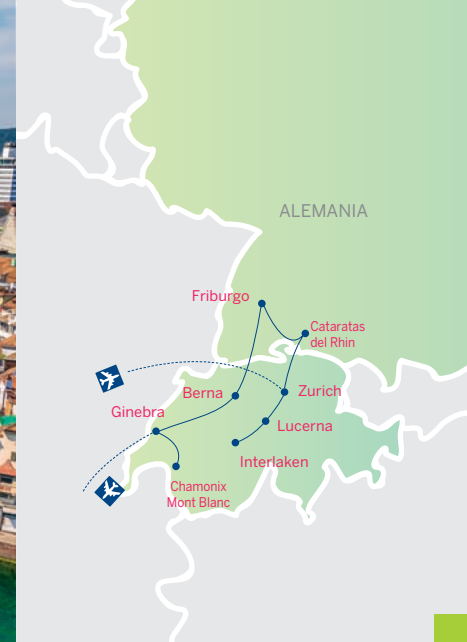 ALEMANIA
Friburgo
Cataratas
del Rhin
Berna
Zurich
Ginebra
Lucerna
Interlaken
Chamonix
Mont Blanc